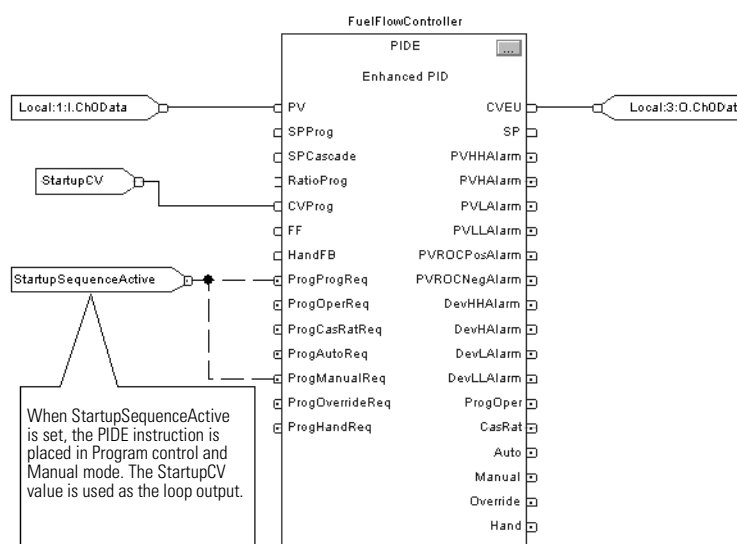 FuelFlowController
PIDE
...
Enhanced PID
Local:1:I.Ch0Data
PV
CVEU
Local:3:O.Ch0Dat
SPProg
SP
SPCascade
PVHHAlarm
StartupCV
RatioProg
PVHAlarm
CVProg
PVLAlarm
FF
PVLLAlarm
HandFB
PVROCPosAlarm
StartupSequenceActive
ProgProgReq
PVROCNegAlarm
ProgOperReq
DevHHAlarm
ProgCasRatReq
DevHAlarm
ProgAutoReq
DevLAlarm
ProgManualReq
DevLLAlarm
ProgOverrideReq
ProgOper
ProgHandReq
CasRat
Auto
Manual
Override
Hand
When StartupSequenceActive
is set, the PIDE instruction is
placed in Program control and
Manual mode. The StartupCV
value is used as the loop output.